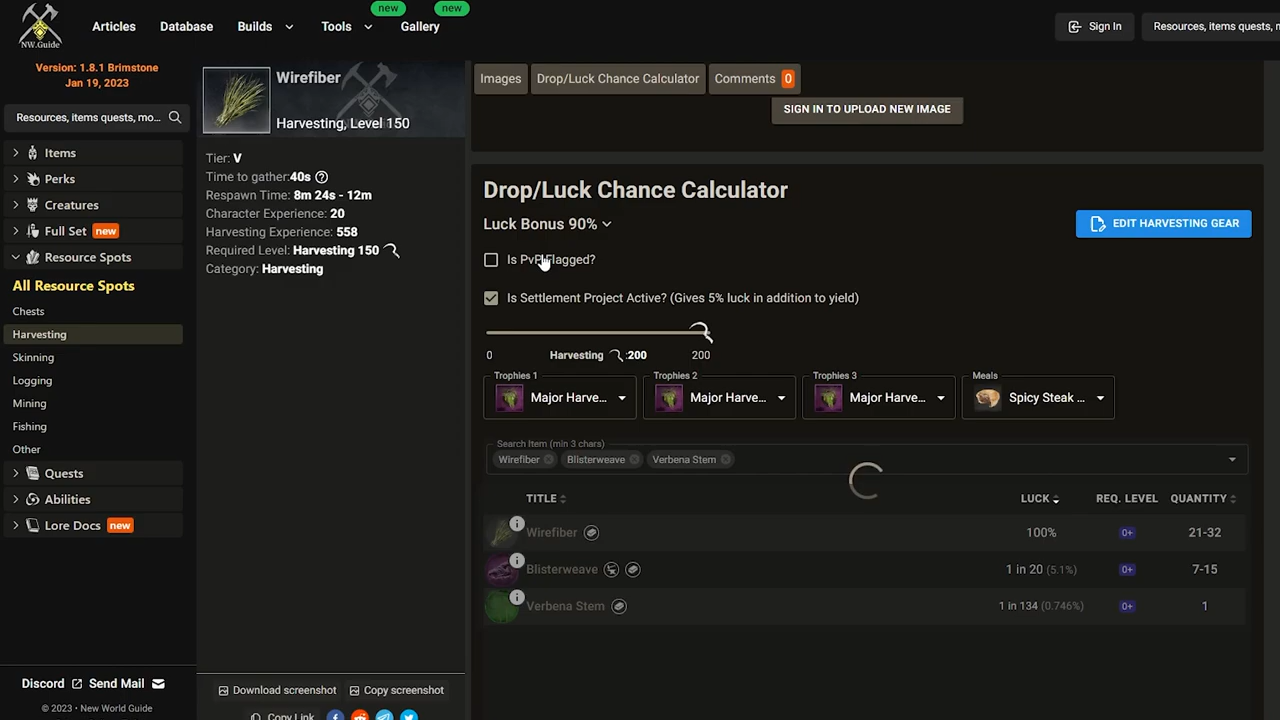 NW.Guide
Articles
Database
Builds
Tools
new
Gallery
new
Sign In
Resources, items quests, m
Version: 1.8.1 Brimstone
Jan 19, 2023
Resources, items quests, mo...
Items
Perks
Creatures
Full Set new
Resource Spots
All Resource Spots
Chests
Harvesting
Skinning
Logging
Mining
Fishing
Other
Quests
Abilities
Lore Docs new
Discord
Send Mail
© 2023 • New World Guide
Wirefiber
Harvesting, Level 150
Tier: V
Time to gather:40s
Respawn Time: 8m 24s - 12m
Character Experience: 20
Harvesting Experience: 558
Required Level: Harvesting 150
Category: Harvesting
Download screenshot
Copy screenshot
Copy Link
Images
Drop/Luck Chance Calculator
Comments 0
SIGN IN TO UPLOAD NEW IMAGE
Drop/Luck Chance Calculator
Luck Bonus 90%
EDIT HARVESTING GEAR
Is PvP Flagged?
Is Settlement Project Active? (Gives 5% luck in addition to yield)
0 Harvesting :200 200
Trophies 1 Trophies 2 Trophies 3 Meals
Major Harve... Major Harve... Major Harve... Spicy Steak ...
Search Item (min 3 chars)
Wirefiber Blisterweave Verbena Stem
TITLE LUCK REQ. LEVEL QUANTITY
Wirefiber 100% 0+ 21-32
Blisterweave 1 in 20 (5.1%) 0+ 7-15
Verbena Stem 1 in 134 (0.746%) 0+ 1